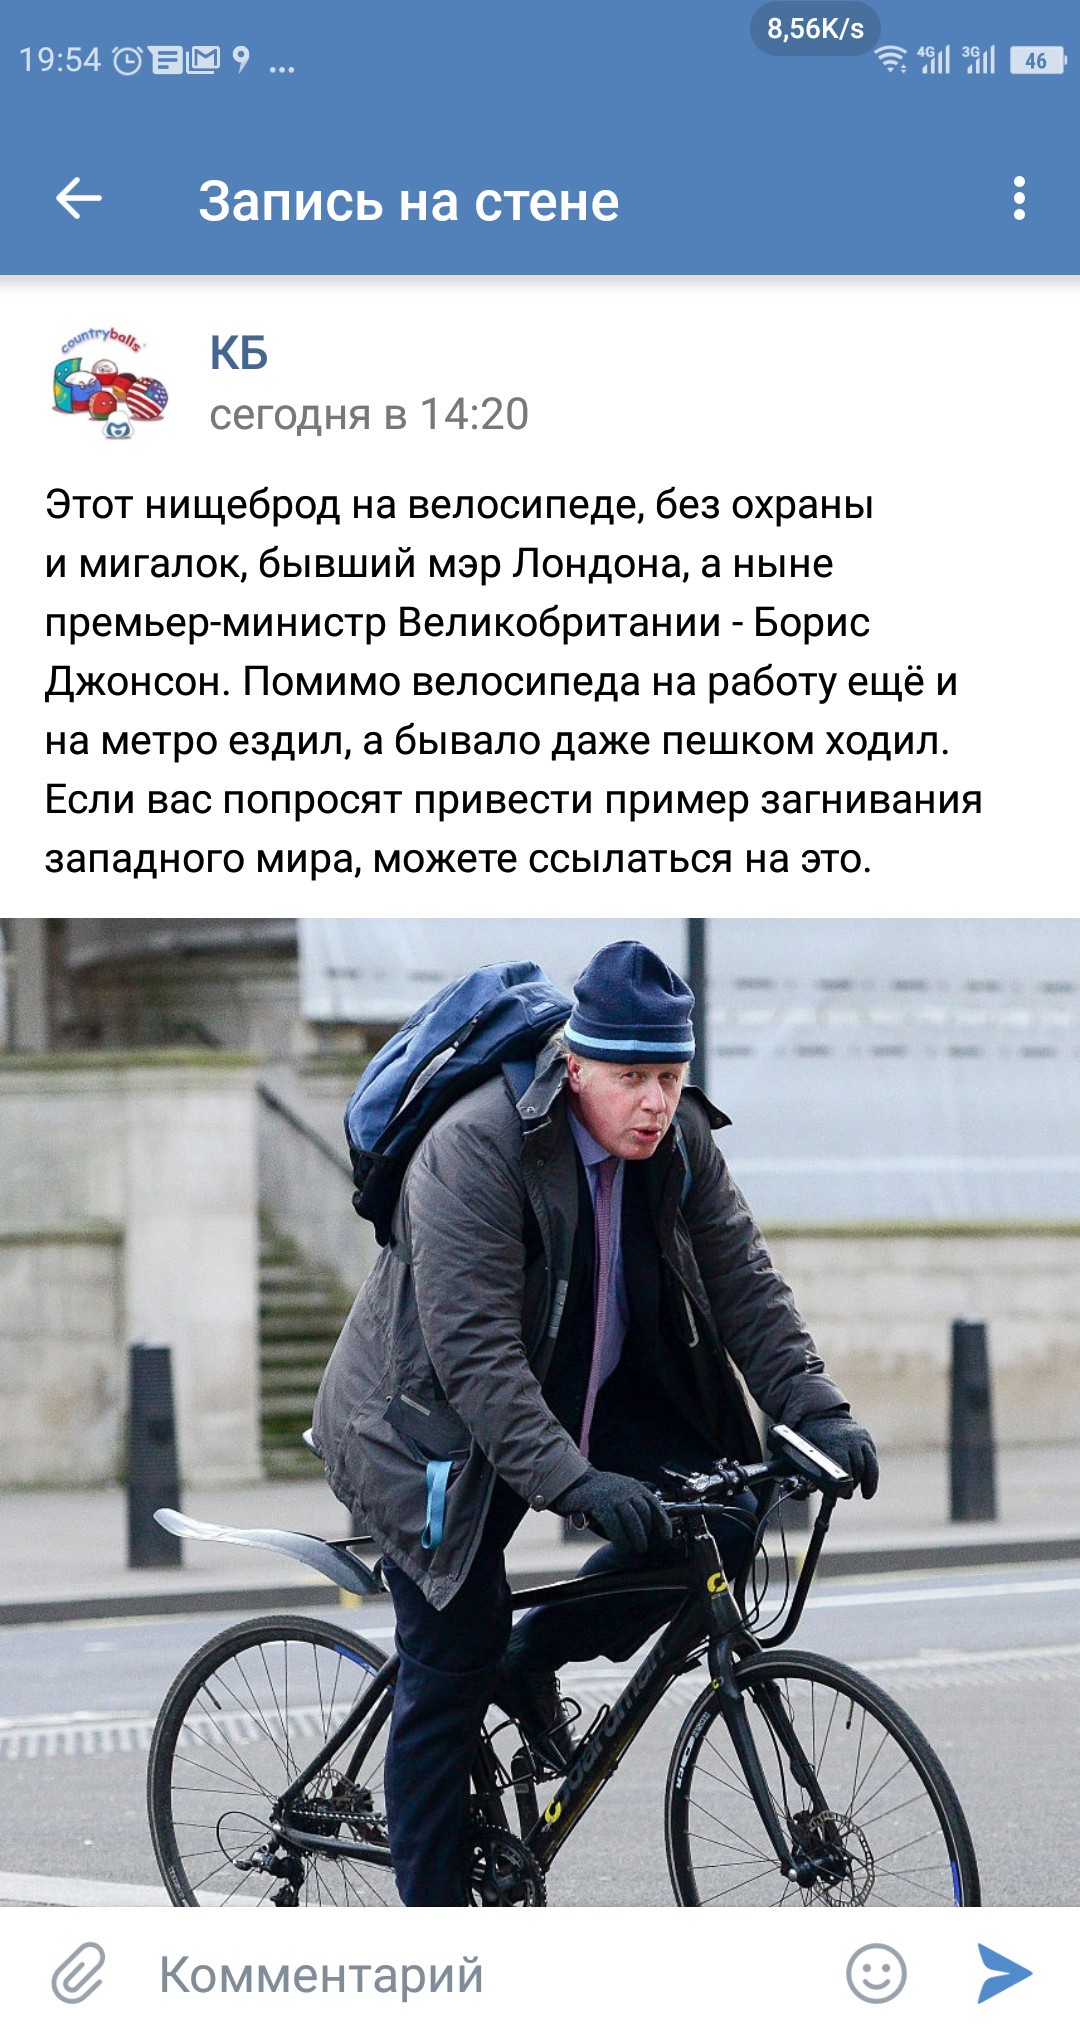 8,56K/s
19:54 ... 4G 3G 46
Запись на стене
countryballs
КБ
сегодня в 14:20
Этот нищеброд на велосипеде, без охраны
и мигалок, бывший мэр Лондона, а ныне
премьер-министр Великобритании - Борис
Джонсон. Помимо велосипеда на работу ещё и
на метро ездил, а бывало даже пешком ходил.
Если вас попросят привести пример загнивания
западного мира, можете ссылаться на это.
boardman
Комментарий